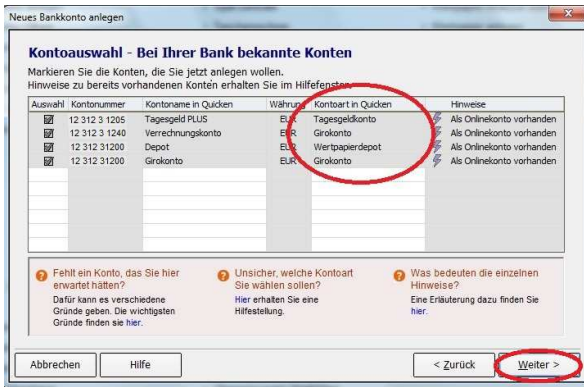 Neues Bankkonto anlegen
Kontoauswahl - Bei Ihrer Bank bekannte Konten
Markieren Sie die Konten, die Sie jetzt anlegen wollen.
Hinweise zu bereits vorhandenen Konten erhalten Sie im Hilfefenster.
Auswahl Kontonummer Kontoname in Quicken Währung Kontoart in Quicken Hinweise
12 312 3 1205 Tagesgeld PLUS EUR Tagesgeldkonto Als Onlinekonto vorhanden
12 312 3 1240 Verrechnungskonto EUR Girokonto Als Onlinekonto vorhanden
12 312 31200 Depot EUR Wertpapierdepot Als Onlinekonto vorhanden
12 312 31200 Girokonto EUR Girokonto Als Onlinekonto vorhanden
Fehlt ein Konto, das Sie hier
erwartet hätten?
Dafür kann es verschiedene
Gründe geben. Die wichtigsten
Gründe finden sie hier.
Unsicher, welche Kontoart
Sie wählen sollen?
Hier erhalten Sie eine
Hilfestellung.
Was bedeuten die einzelnen
Hinweise?
Eine Erläuterung dazu finden Sie
hier.
Abbrechen Hilfe < Zurück Weiter >